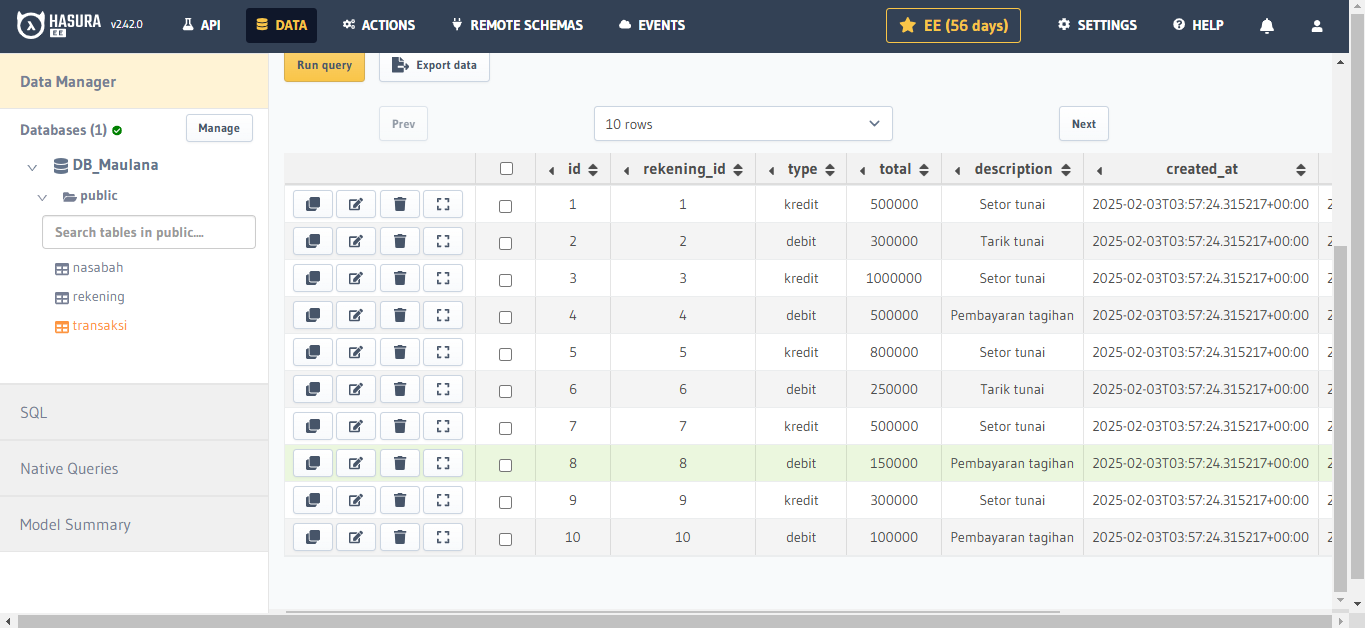 HASURA EE v2.42.0 API DATA ACTIONS REMOTE SCHEMAS EVENTS EE (56 days) SETTINGS HELP
Data Manager
Databases (1) Manage
DB_Maulana
public
Search tables in public....
nasabah
rekening
transaksi
SQL
Native Queries
Model Summary
Run query Export data
Prev 10 rows Next
id rekening_id type total description created_at
1 1 kredit 500000 Setor tunai 2025-02-03T03:57:24.315217+00:00
2 2 debit 300000 Tarik tunai 2025-02-03T03:57:24.315217+00:00
3 3 kredit 1000000 Setor tunai 2025-02-03T03:57:24.315217+00:00
4 4 debit 500000 Pembayaran tagihan 2025-02-03T03:57:24.315217+00:00
5 5 kredit 800000 Setor tunai 2025-02-03T03:57:24.315217+00:00
6 6 debit 250000 Tarik tunai 2025-02-03T03:57:24.315217+00:00
7 7 kredit 500000 Setor tunai 2025-02-03T03:57:24.315217+00:00
8 8 debit 150000 Pembayaran tagihan 2025-02-03T03:57:24.315217+00:00
9 9 kredit 300000 Setor tunai 2025-02-03T03:57:24.315217+00:00
10 10 debit 100000 Pembayaran tagihan 2025-02-03T03:57:24.315217+00:00